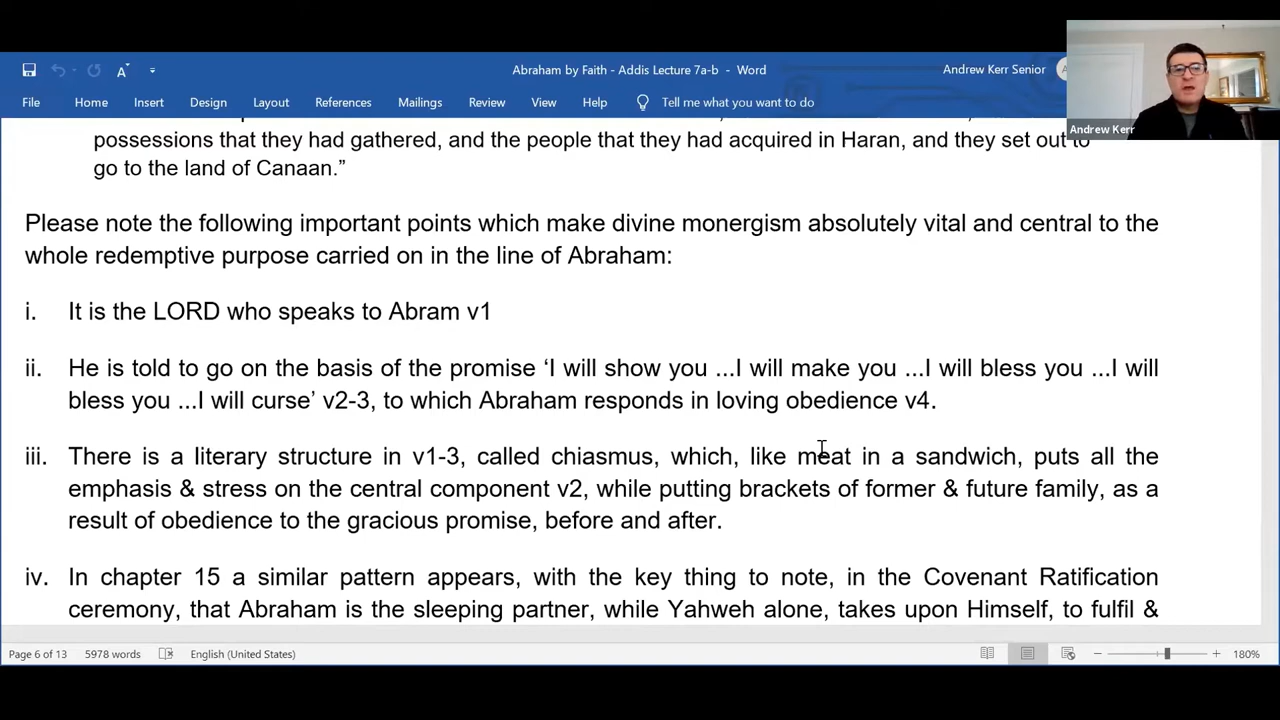 Abraham by Faith - Addis Lecture 7a-b - Word
Andrew Kerr Senior
File Home Insert Design Layout References Mailings Review View Help Tell me what you want to do
Andrew Kerr
possessions that they had gathered, and the people that they had acquired in Haran, and they set out to
go to the land of Canaan.”
Please note the following important points which make divine monergism absolutely vital and central to the
whole redemptive purpose carried on in the line of Abraham:
i. It is the LORD who speaks to Abram v1
ii. He is told to go on the basis of the promise ‘I will show you ...I will make you ...I will bless you ...I will
bless you ...I will curse’ v2-3, to which Abraham responds in loving obedience v4.
iii. There is a literary structure in v1-3, called chiasmus, which, like meat in a sandwich, puts all the
emphasis & stress on the central component v2, while putting brackets of former & future family, as a
result of obedience to the gracious promise, before and after.
iv. In chapter 15 a similar pattern appears, with the key thing to note, in the Covenant Ratification
ceremony, that Abraham is the sleeping partner, while Yahweh alone, takes upon Himself, to fulfil &
Page 6 of 13 5978 words English (United States) 180%